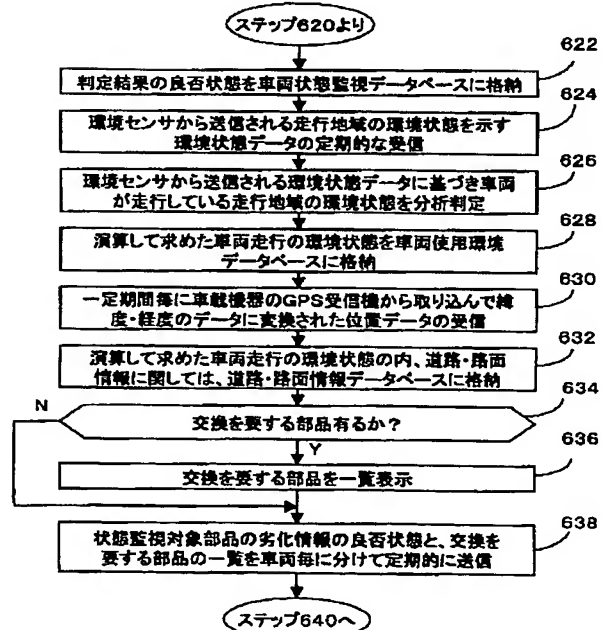 ステップ620より
622
判定結果の良否状態を車両状態監視データベースに格納
624
環境センサから送信される走行地域の環境状態を示す
環境状態データの定期的な受信
626
環境センサから送信される環境状態データに基づき車両
が走行している走行地域の環境状態を分析判定
628
演算して求めた車両走行の環境状態を車両使用環境
データベースに格納
630
一定期間毎に車載機器のGPS受信機から取り込んで緯
度・経度のデータに変換された位置データの受信
632
演算して求めた車両走行の環境状態の内、道路・路面
情報に関しては、道路・路面情報データベースに格納
634
N
交換を要する部品有るか？
Y
636
交換を要する部品を一覧表示
638
状態監視対象部品の劣化情報の良否状態と、交換を
要する部品の一覧を車両毎に分けて定期的に送信
ステップ640へ